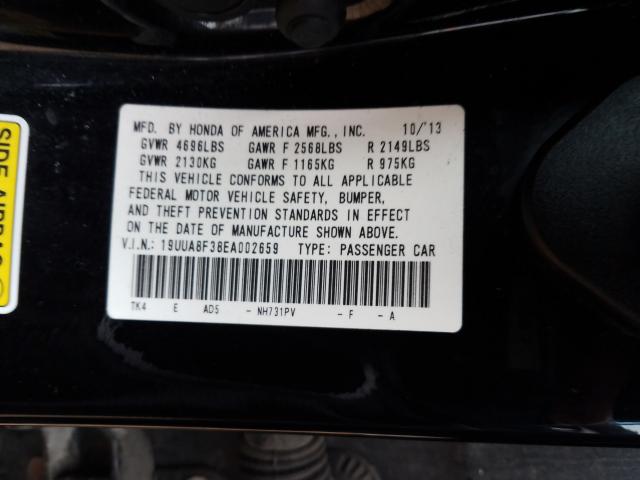 MFD. BY HONDA OF AMERICA MFG., INC. 10/'13
GVWR 4696LBS GAWR F 2568LBS R 2149LBS
GVWR 2130KG GAWR F 1165KG R 975KG
THIS VEHICLE CONFORMS TO ALL APPLICABLE
FEDERAL MOTOR VEHICLE SAFETY, BUMPER,
AND THEFT PREVENTION STANDARDS IN EFFECT
ON THE DATE OF MANUFACTURE SHOWN ABOVE.
V.I.N.: 19UUA8F38EA002659 TYPE: PASSENGER CAR
TK4 E AD5 - NH731PV - F - A
SIDE